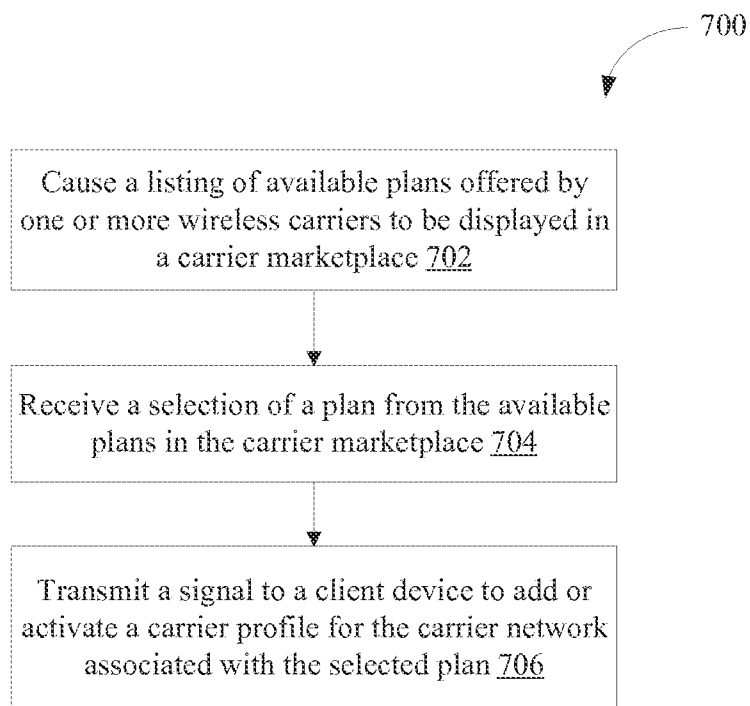 700
Cause a listing of available plans offered by
one or more wireless carriers to be displayed in
a carrier marketplace 702
Receive a selection of a plan from the available
plans in the carrier marketplace 704
Transmit a signal to a client device to add or
activate a carrier profile for the carrier network
associated with the selected plan 706